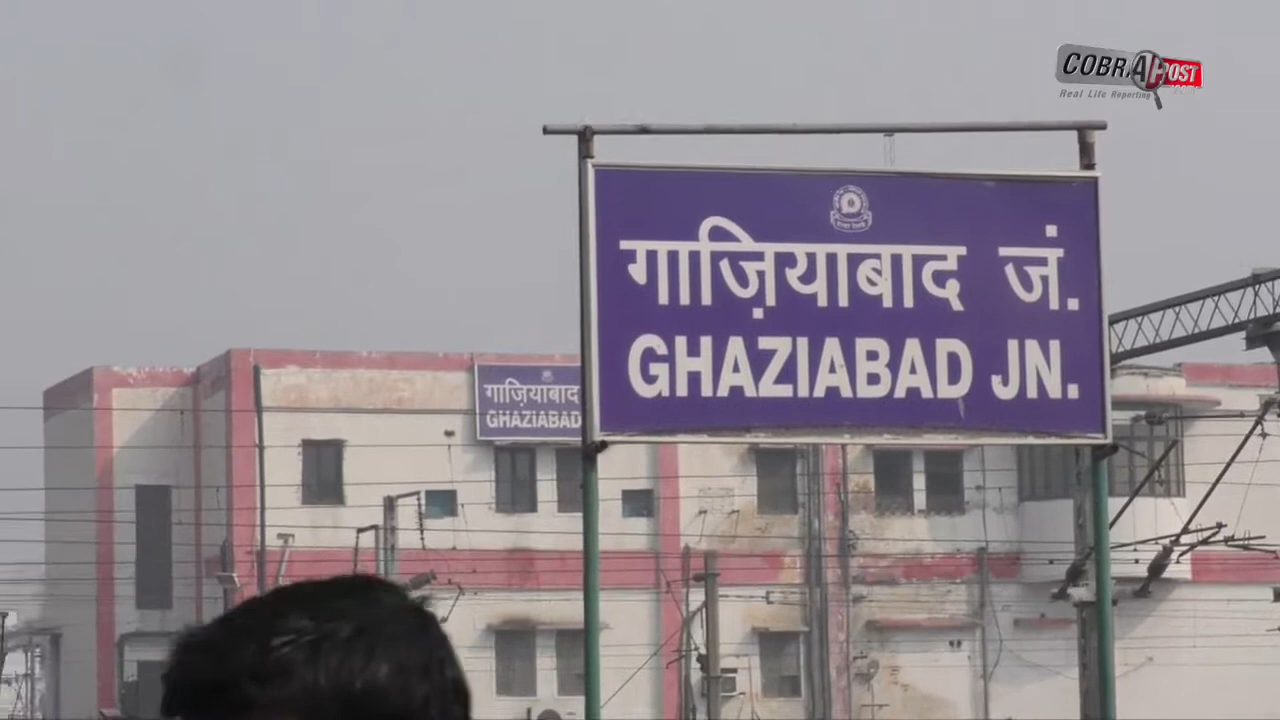 COBRAPOST
Real Life Reporting
गाज़ियाबाद जं.
GHAZIABAD JN.
गाज़ियाबाद
GHAZIABAD